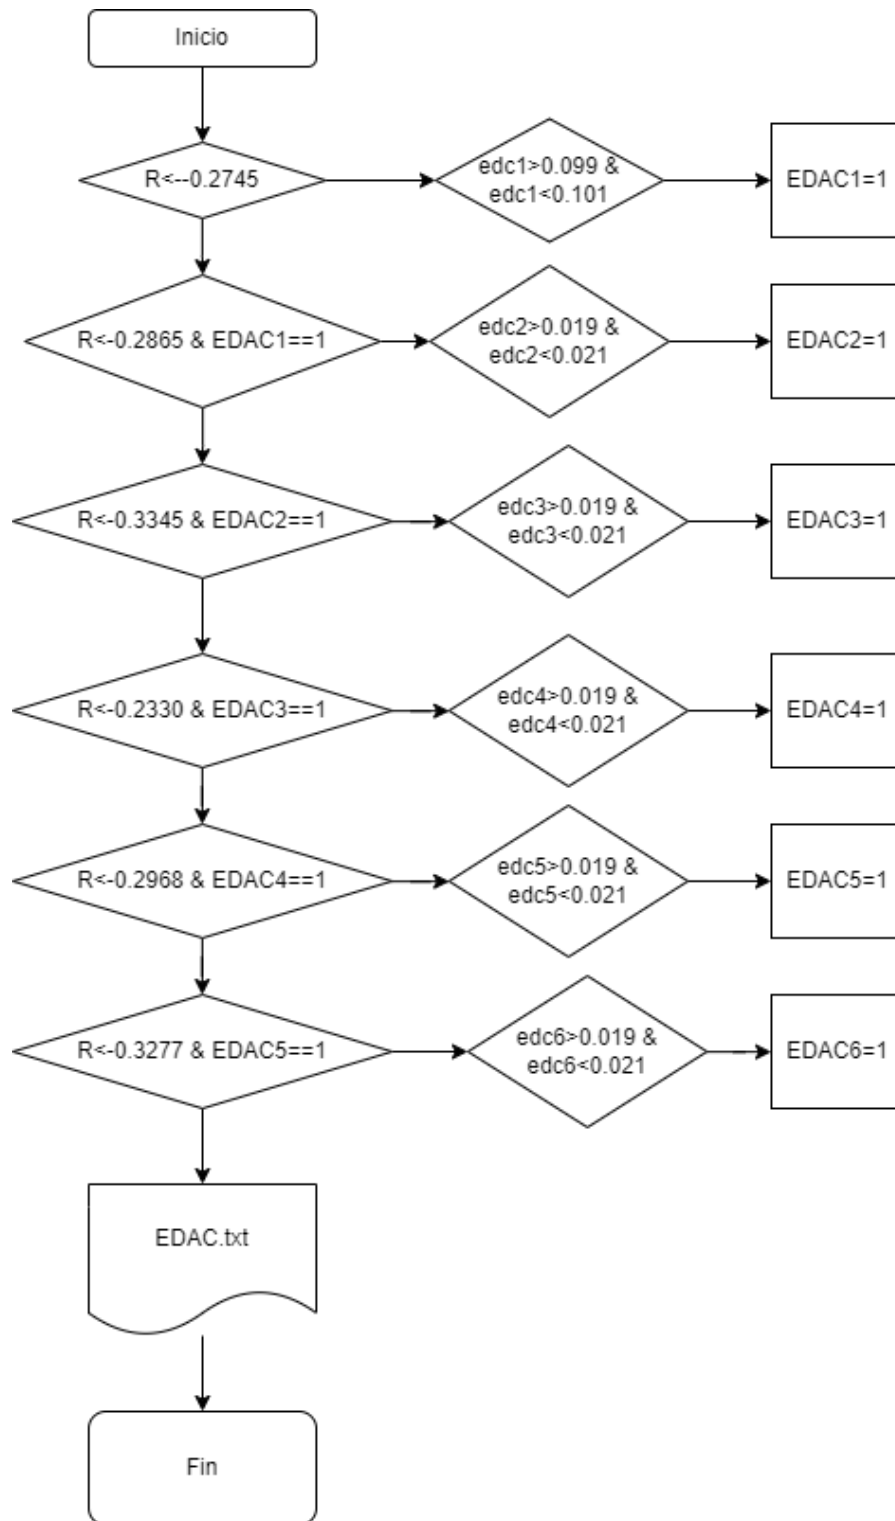 Inicio
R<--0.2745
edc1>0.099 &
edc1<0.101
EDAC1=1
R<-0.2865 & EDAC1==1
edc2>0.019 &
edc2<0.021
EDAC2=1
R<-0.3345 & EDAC2==1
edc3>0.019 &
edc3<0.021
EDAC3=1
R<-0.2330 & EDAC3==1
edc4>0.019 &
edc4<0.021
EDAC4=1
R<-0.2968 & EDAC4==1
edc5>0.019 &
edc5<0.021
EDAC5=1
R<-0.3277 & EDAC5==1
edc6>0.019 &
edc6<0.021
EDAC6=1
EDAC.txt
Fin